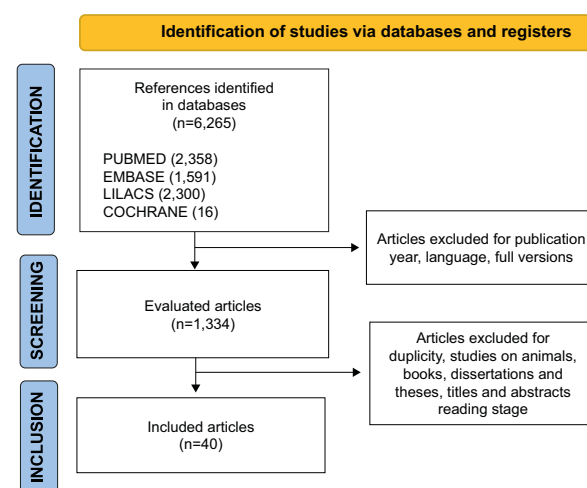 Identification of studies via databases and registers
IDENTIFICATION
References identified
in databases
(n=6,265)
PUBMED (2,358)
EMBASE (1,591)
LILACS (2,300)
COCHRANE (16)
Articles excluded for publication
year, language, full versions
SCREENING
Evaluated articles
(n=1,334)
Articles excluded for
duplicity, studies on animals,
books, dissertations and
theses, titles and abstracts
reading stage
INCLUSION
Included articles
(n=40)